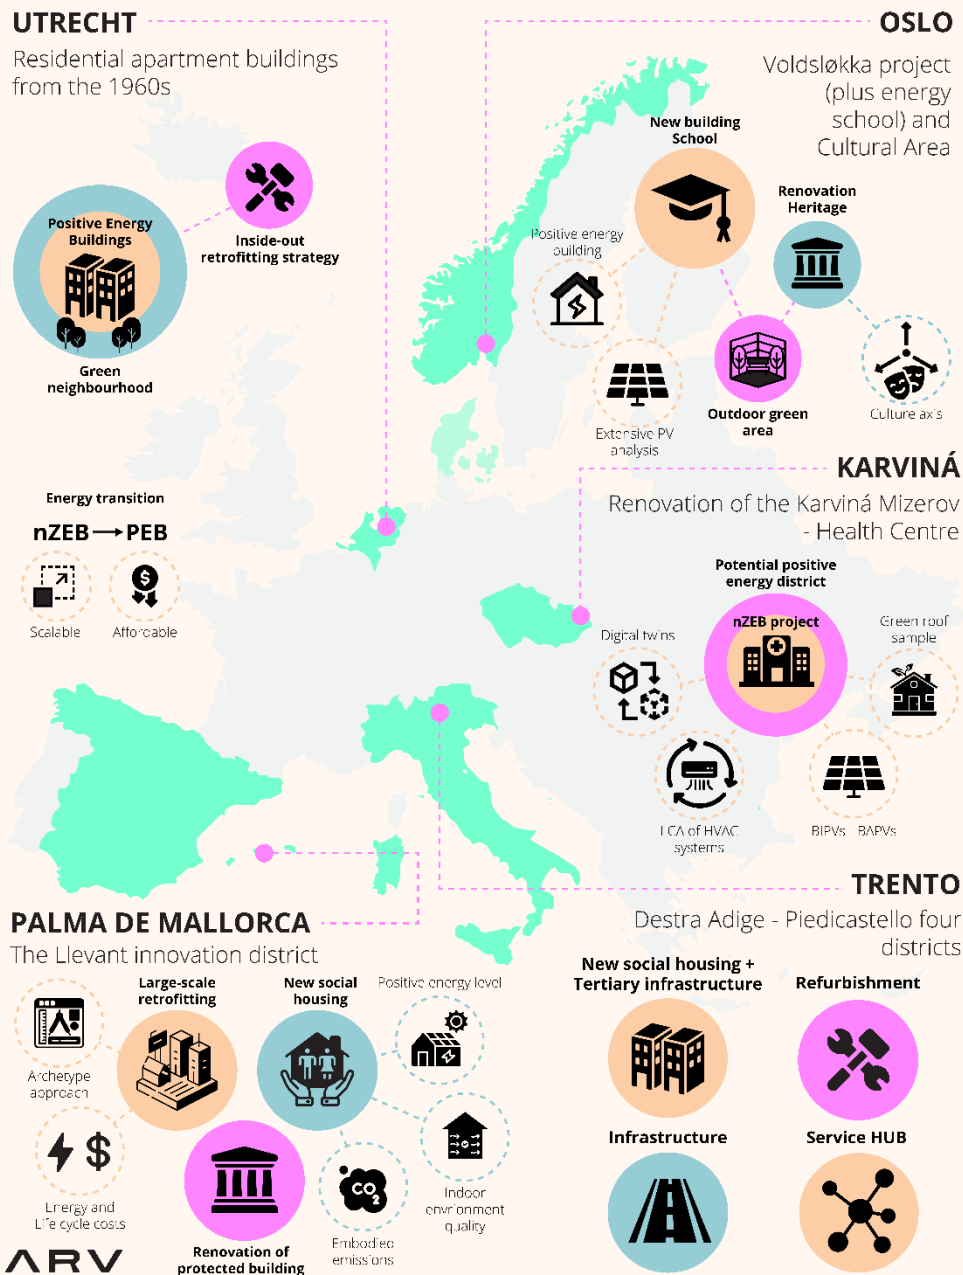 UTRECHT
Residential apartment buildings
from the 1960s
Positive Energy
Buildings
Green
neighbourhood
Inside-out
retrofitting strategy
Energy transition
nZEB → PEB
Scalable
Affordable
OSLO
Voldsløkka project
(plus energy
school) and
Cultural Area
New building
School
Renovation
Heritage
Positive energy
building
Extensive PV
analysis
Outdoor green
area
Culture axis
KARVINÁ
Renovation of the Karviná Mizerov
- Health Centre
Potential positive
energy district
nZEB project
Digital twins
Green roof
sample
LCA of HVAC
systems
BIPVs BAPVs
PALMA DE MALLORCA
The Llevant innovation district
Large-scale
retrofitting
New social
housing
Positive energy level
Archetype
approach
Energy and
Life cycle costs
Renovation of
protected building
CO2
Embodied
emissions
Indoor
envrionment
quality
TRENTO
Destra Adige - Piedicastello four
districts
New social housing +
Tertiary infrastructure
Refurbishment
Infrastructure
Service HUB
ARV